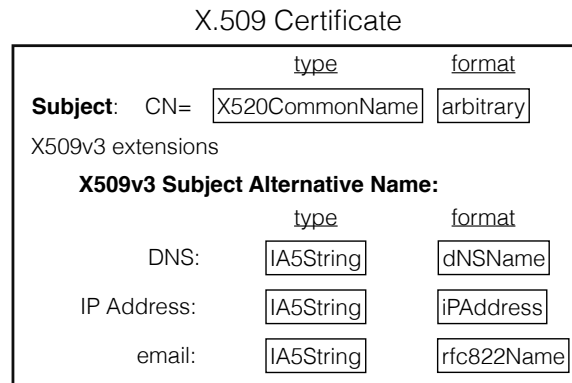 X.509 Certificate
type format
Subject: CN= X520CommonName arbitrary
X509v3 extensions
X509v3 Subject Alternative Name:
type format
DNS: IA5String dNSName
IP Address: IA5String iPAddress
email: IA5String rfc822Name